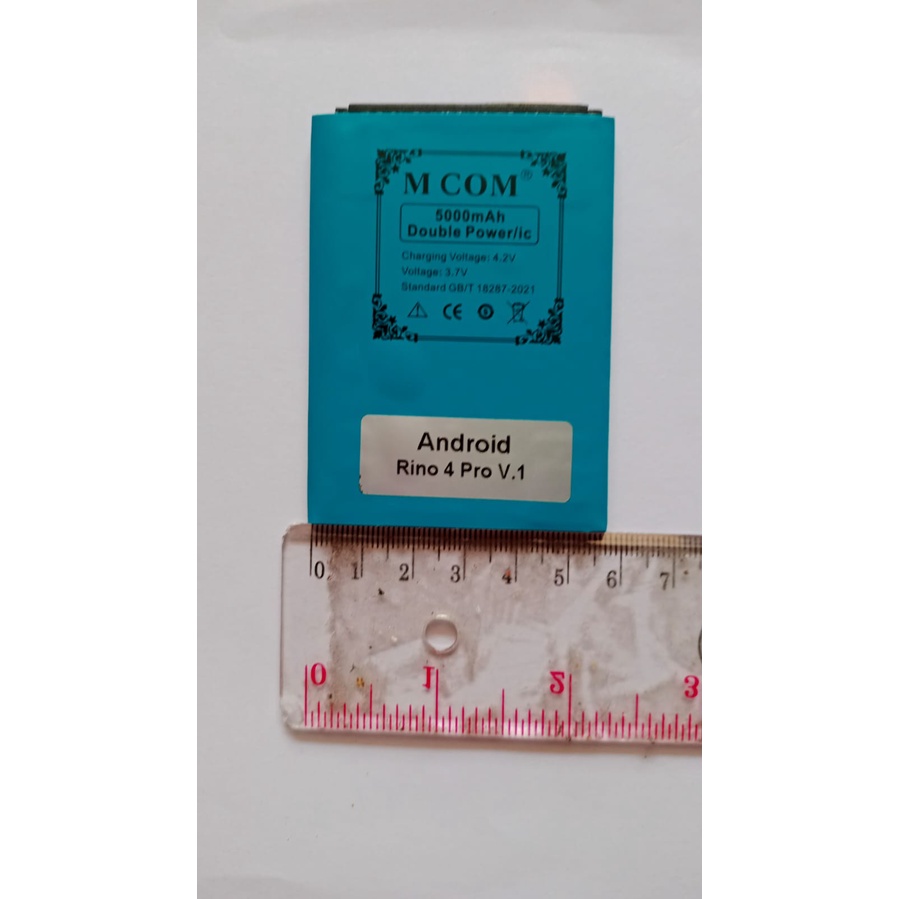 M COM®
5000mAh
Double Power/ic
Charging Voltage: 4.2V
Voltage: 3.7V
Standard GB/T 18287-2021
CE
Android
Rino 4 Pro V.1
0 1 2 3 4 5 6 7
0 1 2 3